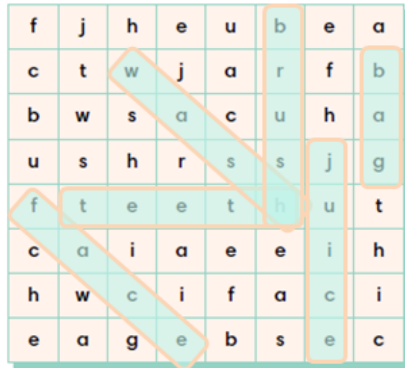 f j h e u b e a
c t w j a r f b
b w s a c u h a
u s h r s s j g
f t e e t h u t
c a i a e e i h
h w c i f a c i
e a g e b s e c